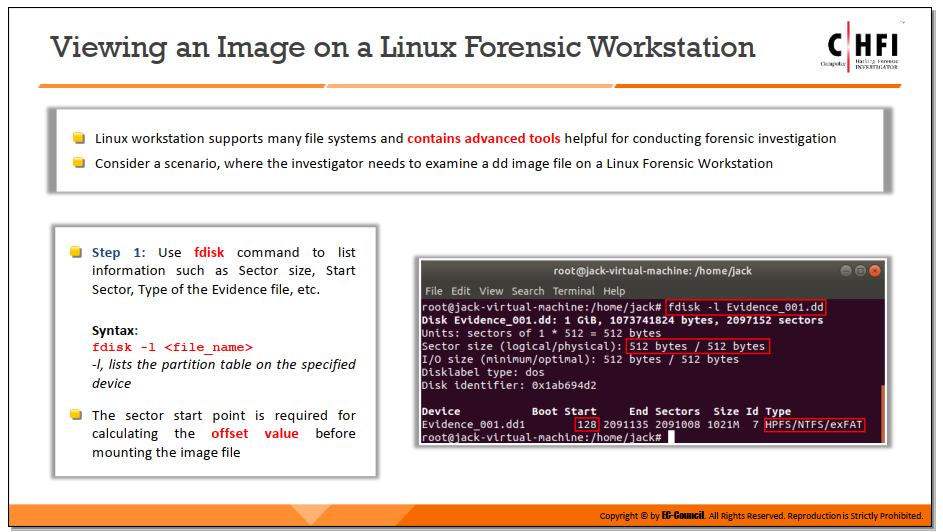 Viewing an Image on a Linux Forensic Workstation
CHFI
Computer Hacking Forensic
INVESTIGATOR
Linux workstation supports many file systems and contains advanced tools helpful for conducting forensic investigation
Consider a scenario, where the investigator needs to examine a dd image file on a Linux Forensic Workstation
Step 1: Use fdisk command to list
information such as Sector size, Start
Sector, Type of the Evidence file, etc.
Syntax:
fdisk -l <file_name>
-l, lists the partition table on the specified
device
The sector start point is required for
calculating the offset value before
mounting the image file
root@jack-virtual-machine: /home/jack
File Edit View Search Terminal Help
root@jack-virtual-machine:/home/jack# fdisk -l Evidence_001.dd
Disk Evidence_001.dd: 1 GiB, 1073741824 bytes, 2097152 sectors
Units: sectors of 1 * 512 = 512 bytes
Sector size (logical/physical): 512 bytes / 512 bytes
I/O size (minimum/optimal): 512 bytes / 512 bytes
Disklabel type: dos
Disk identifier: 0x1ab694d2
Device Boot Start End Sectors Size Id Type
Evidence_001.dd1 128 2091135 2091008 1021M 7 HPFS/NTFS/exFAT
root@jack-virtual-machine:/home/jack#
Copyright © by EC-Council. All Rights Reserved. Reproduction is Strictly Prohibited.